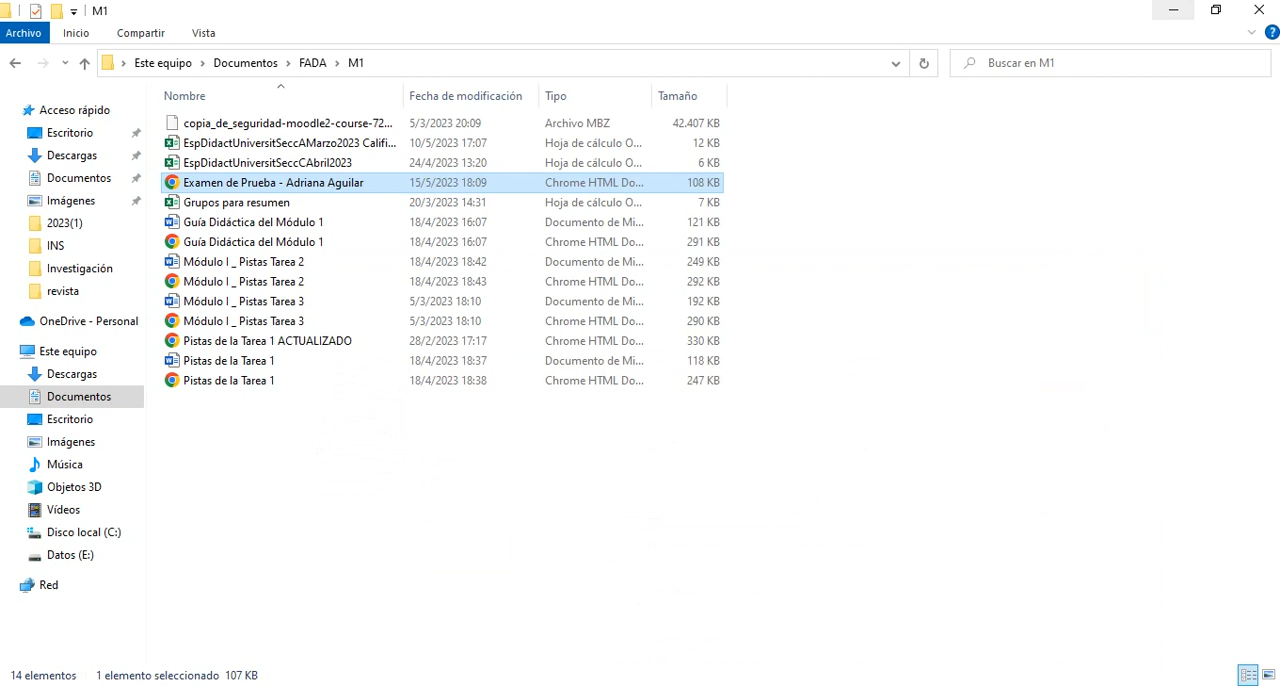 M1
Archivo Inicio Compartir Vista
Este equipo Documentos FADA M1
Buscar en M1
Nombre Fecha de modificación Tipo Tamaño
copia_de_seguridad-moodle2-course-72... 5/3/2023 20:09 Archivo MBZ 42.407 KB
EspDidactUniversitSeccAMarzo2023 Califi... 10/5/2023 17:07 Hoja de cálculo O... 12 KB
EspDidactUniversitSeccCAbril2023 24/4/2023 13:20 Hoja de cálculo O... 6 KB
Examen de Prueba - Adriana Aguilar 15/5/2023 18:09 Chrome HTML Do... 108 KB
Grupos para resumen 20/3/2023 14:31 Hoja de cálculo O... 7 KB
Guía Didáctica del Módulo 1 18/4/2023 16:07 Documento de Mi... 121 KB
Guía Didáctica del Módulo 1 18/4/2023 16:07 Chrome HTML Do... 291 KB
Módulo I _ Pistas Tarea 2 18/4/2023 18:42 Documento de Mi... 249 KB
Módulo I _ Pistas Tarea 2 18/4/2023 18:43 Chrome HTML Do... 292 KB
Módulo I _ Pistas Tarea 3 5/3/2023 18:10 Documento de Mi... 192 KB
Módulo I _ Pistas Tarea 3 5/3/2023 18:10 Chrome HTML Do... 290 KB
Pistas de la Tarea 1 ACTUALIZADO 28/2/2023 17:17 Chrome HTML Do... 330 KB
Pistas de la Tarea 1 18/4/2023 18:37 Documento de Mi... 118 KB
Pistas de la Tarea 1 18/4/2023 18:38 Chrome HTML Do... 247 KB
Acceso rápido
Escritorio
Descargas
Documentos
Imágenes
2023(1)
INS
Investigación
revista
OneDrive - Personal
Este equipo
Descargas
Documentos
Escritorio
Imágenes
Música
Objetos 3D
Vídeos
Disco local (C:)
Datos (E:)
Red
14 elementos 1 elemento seleccionado 107 KB